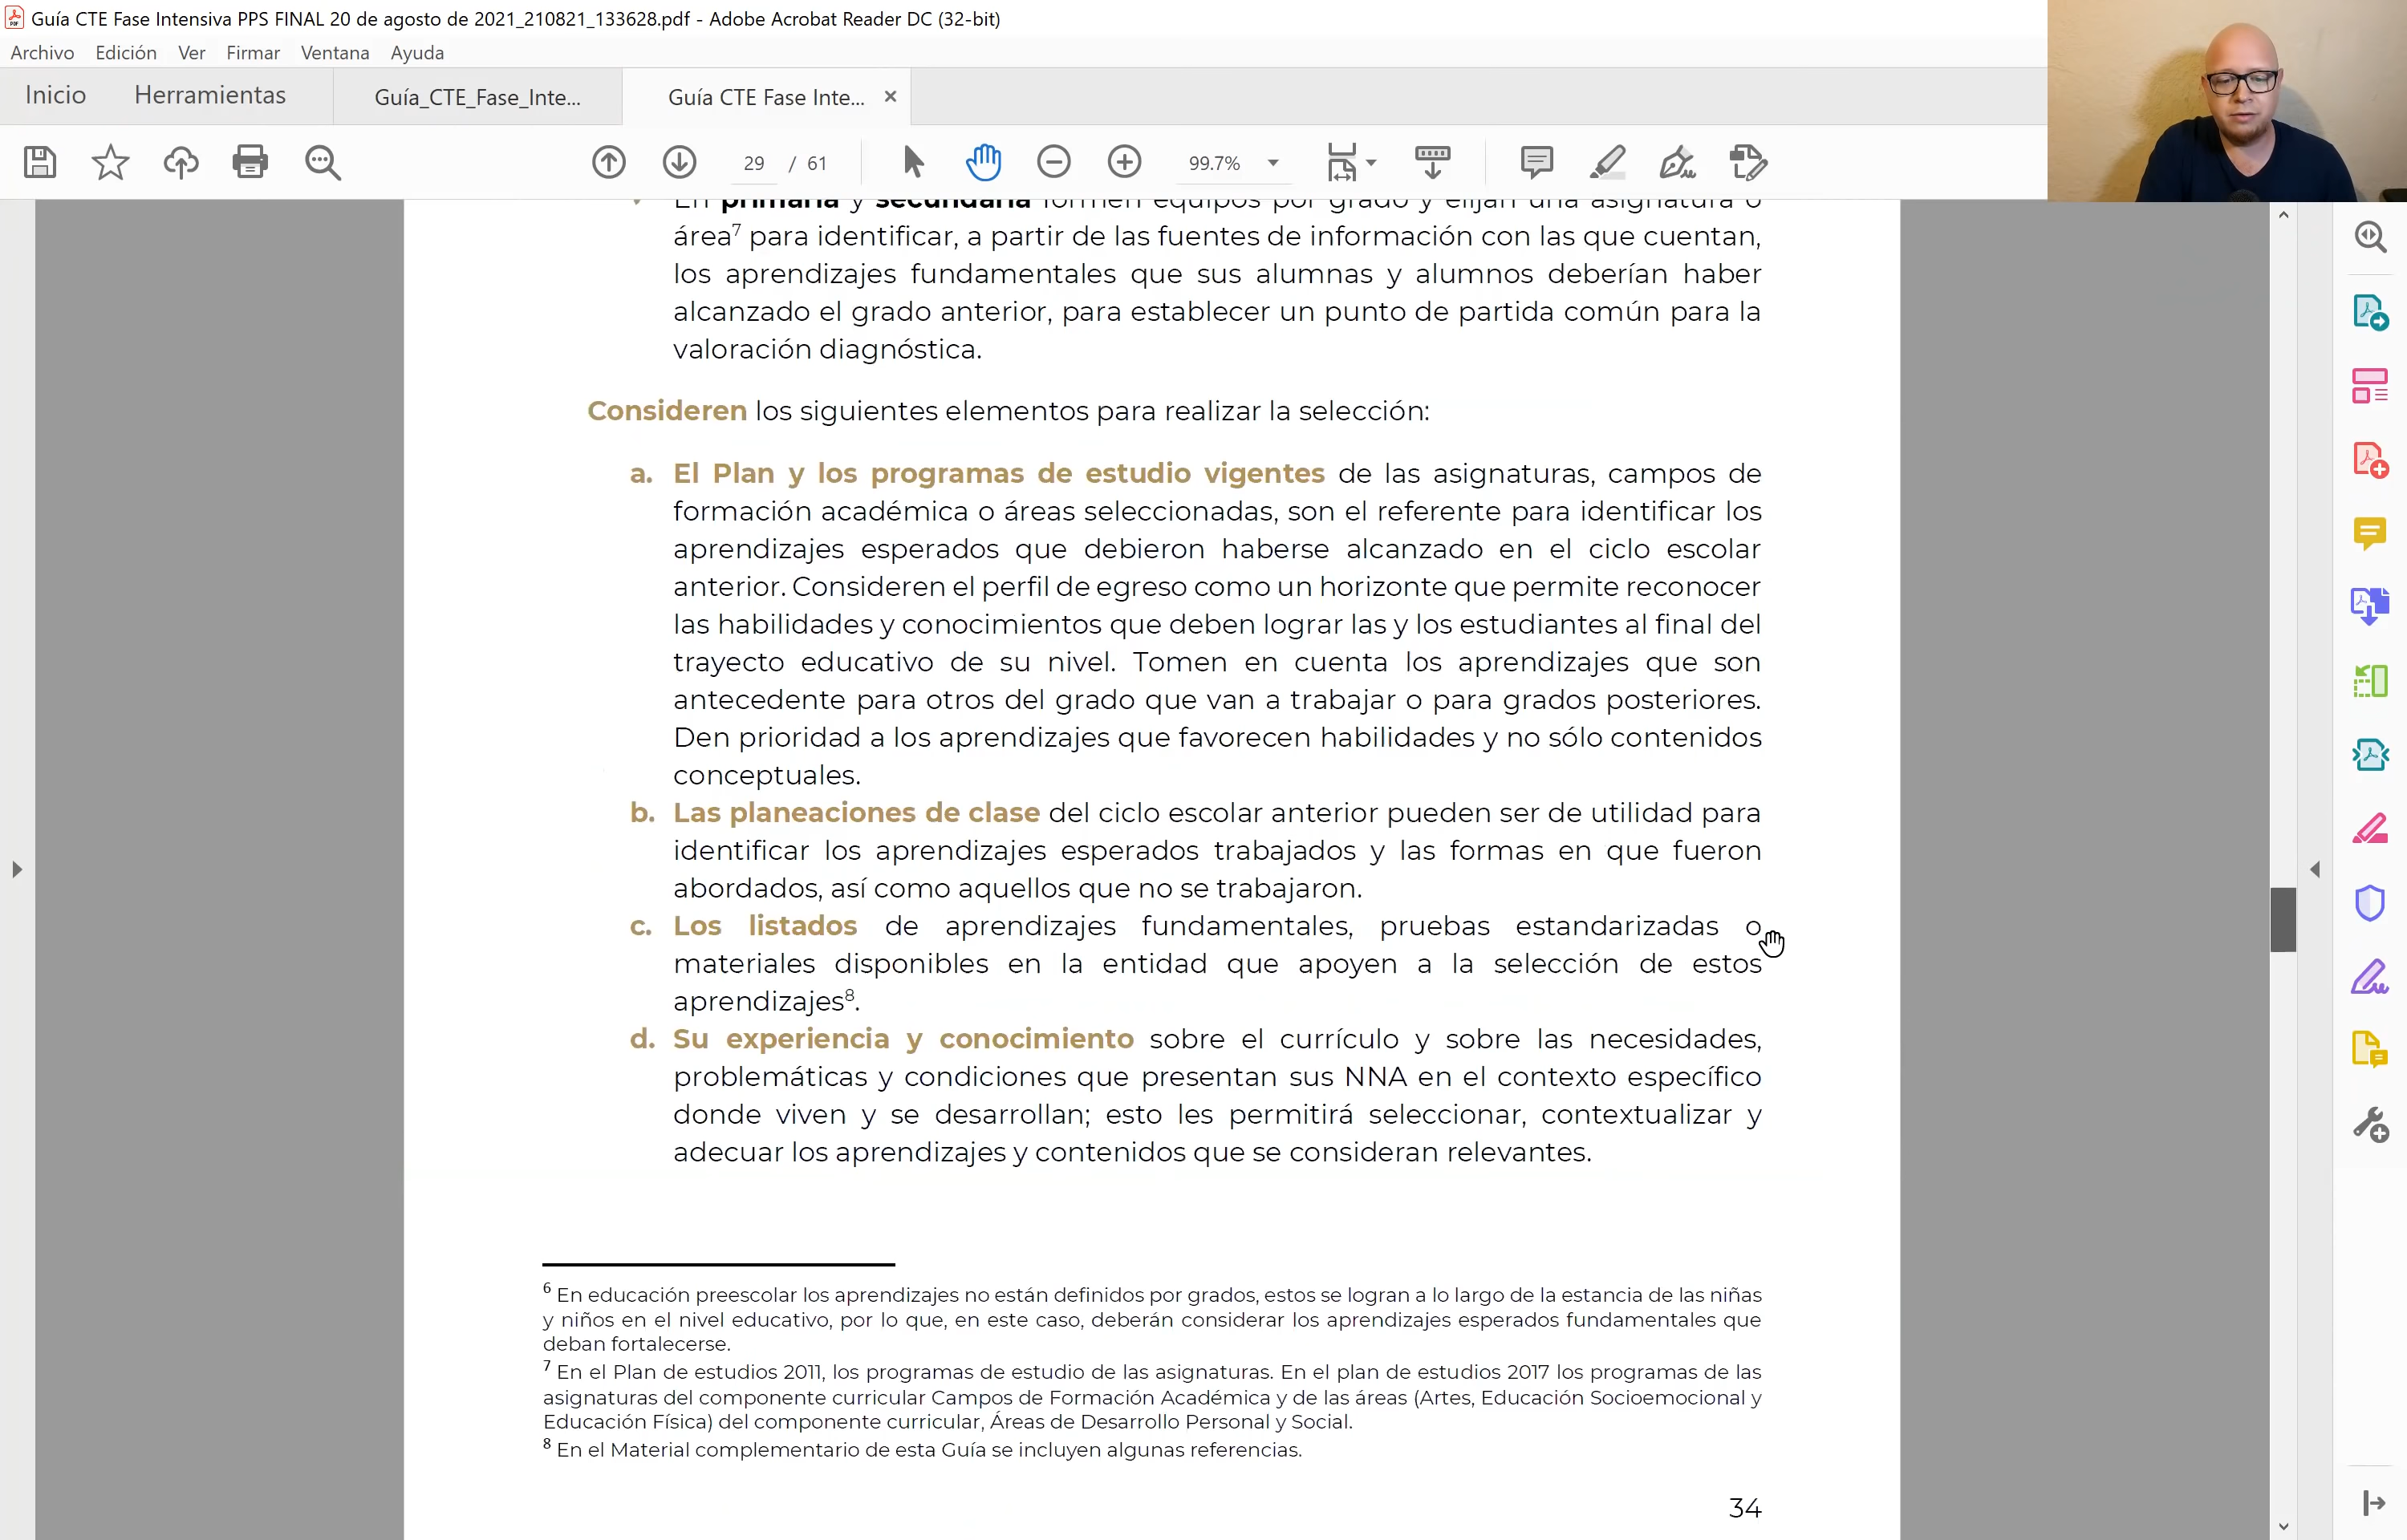 Guía CTE Fase Intensiva PPS FINAL 20 de agosto de 2021_210821_133628.pdf - Adobe Acrobat Reader DC (32-bit)
Archivo Edición Ver Firmar Ventana Ayuda
Inicio Herramientas Guía_CTE_Fase_Inte... Guía CTE Fase Inte... ×
29 / 61 99.7%
En primaria y secundaria formen equipos por grado y elijan una asignatura o
área7 para identificar, a partir de las fuentes de información con las que cuentan,
los aprendizajes fundamentales que sus alumnas y alumnos deberían haber
alcanzado el grado anterior, para establecer un punto de partida común para la
valoración diagnóstica.
Consideren los siguientes elementos para realizar la selección:
a. El Plan y los programas de estudio vigentes de las asignaturas, campos de
formación académica o áreas seleccionadas, son el referente para identificar los
aprendizajes esperados que debieron haberse alcanzado en el ciclo escolar
anterior. Consideren el perfil de egreso como un horizonte que permite reconocer
las habilidades y conocimientos que deben lograr las y los estudiantes al final del
trayecto educativo de su nivel. Tomen en cuenta los aprendizajes que son
antecedente para otros del grado que van a trabajar o para grados posteriores.
Den prioridad a los aprendizajes que favorecen habilidades y no sólo contenidos
conceptuales.
b. Las planeaciones de clase del ciclo escolar anterior pueden ser de utilidad para
identificar los aprendizajes esperados trabajados y las formas en que fueron
abordados, así como aquellos que no se trabajaron.
c. Los listados de aprendizajes fundamentales, pruebas estandarizadas o
materiales disponibles en la entidad que apoyen a la selección de estos
aprendizajes8.
d. Su experiencia y conocimiento sobre el currículo y sobre las necesidades,
problemáticas y condiciones que presentan sus NNA en el contexto específico
donde viven y se desarrollan; esto les permitirá seleccionar, contextualizar y
adecuar los aprendizajes y contenidos que se consideran relevantes.
6 En educación preescolar los aprendizajes no están definidos por grados, estos se logran a lo largo de la estancia de las niñas
y niños en el nivel educativo, por lo que, en este caso, deberán considerar los aprendizajes esperados fundamentales que
deban fortalecerse.
7 En el Plan de estudios 2011, los programas de estudio de las asignaturas. En el plan de estudios 2017 los programas de las
asignaturas del componente curricular Campos de Formación Académica y de las áreas (Artes, Educación Socioemocional y
Educación Física) del componente curricular, Áreas de Desarrollo Personal y Social.
8 En el Material complementario de esta Guía se incluyen algunas referencias.
34